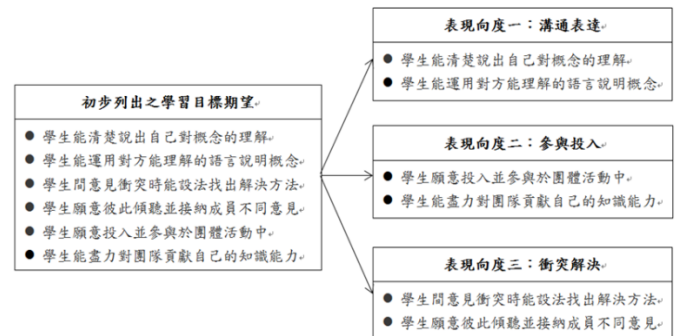 初步列出之學習目標期望
● 學生能清楚說出自己對概念的理解
● 學生能運用對方能理解的語言說明概念
● 學生間意見衝突時能設法找出解決方法
● 學生願意彼此傾聽並接納成員不同意見
● 學生願意投入並參與於團體活動中
● 學生能盡力對團隊貢獻自己的知識能力
表現向度一：溝通表達
● 學生能清楚說出自己對概念的理解
● 學生能運用對方能理解的語言說明概念
表現向度二：參與投入
● 學生願意投入並參與於團體活動中
● 學生能盡力對團隊貢獻自己的知識能力
表現向度三：衝突解決
● 學生間意見衝突時能設法找出解決方法
● 學生願意彼此傾聽並接納成員不同意見